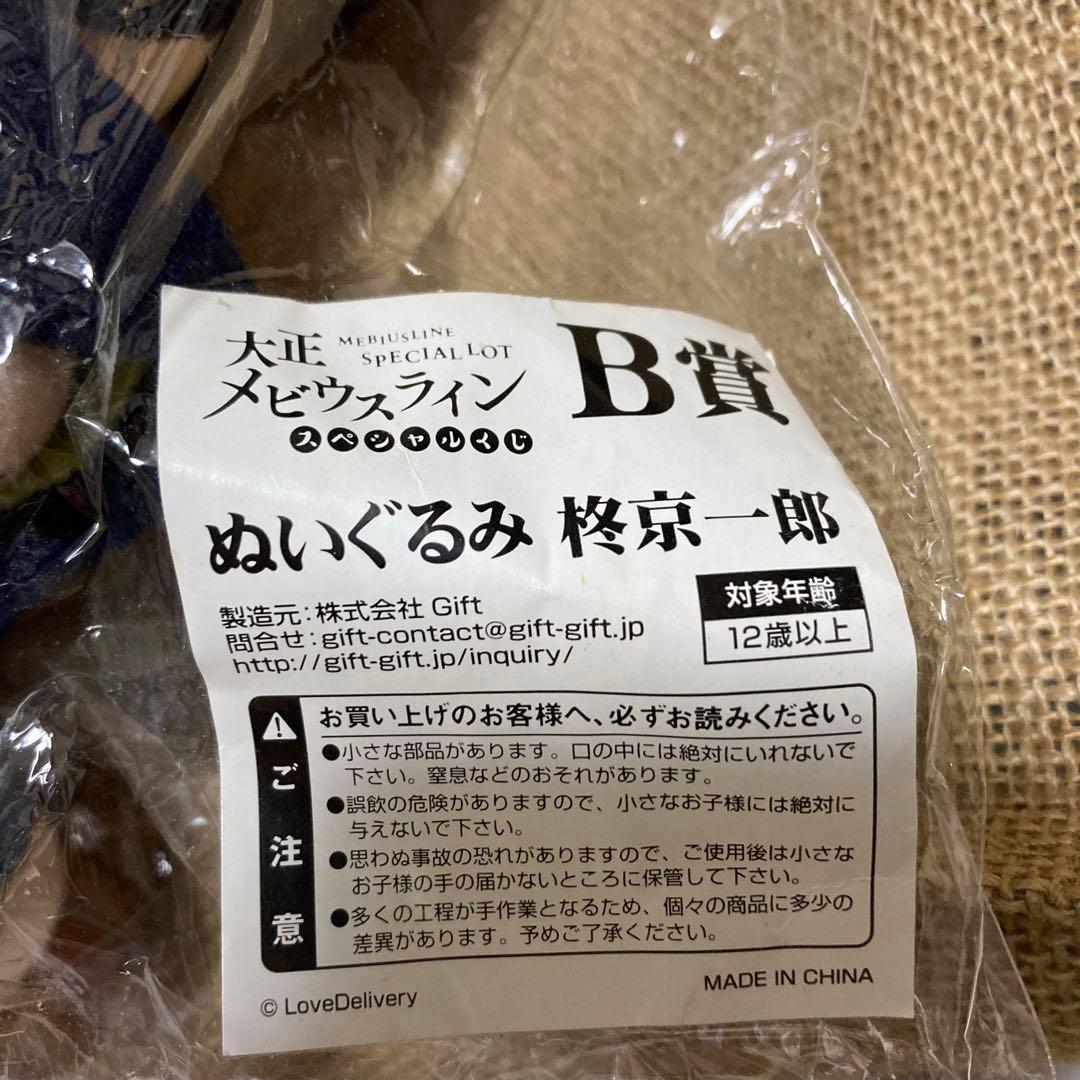 大正 MEBIUSLINE
SPECIAL LOT
メビウスライン
スペシャルくじ
B賞
ぬいぐるみ 柊京一郎
製造元:株式会社 Gift
問合せ:gift-contact@gift-gift.jp
http://gift-gift.jp/inquiry/
対象年齢
12歳以上
ご注意
お買い上げのお客様へ、必ずお読みください。
●小さな部品があります。口の中には絶対にいれないで
下さい。窒息などのおそれがあります。
●誤飲の危険がありますので、小さなお子様には絶対に
与えないで下さい。
●思わぬ事故の恐れがありますので、ご使用後は小さな
お子様の手の届かないところに保管して下さい。
●多くの工程が手作業となるため、個々の商品に多少の
差異があります。予めご了承ください。
© LoveDelivery
MADE IN CHINA